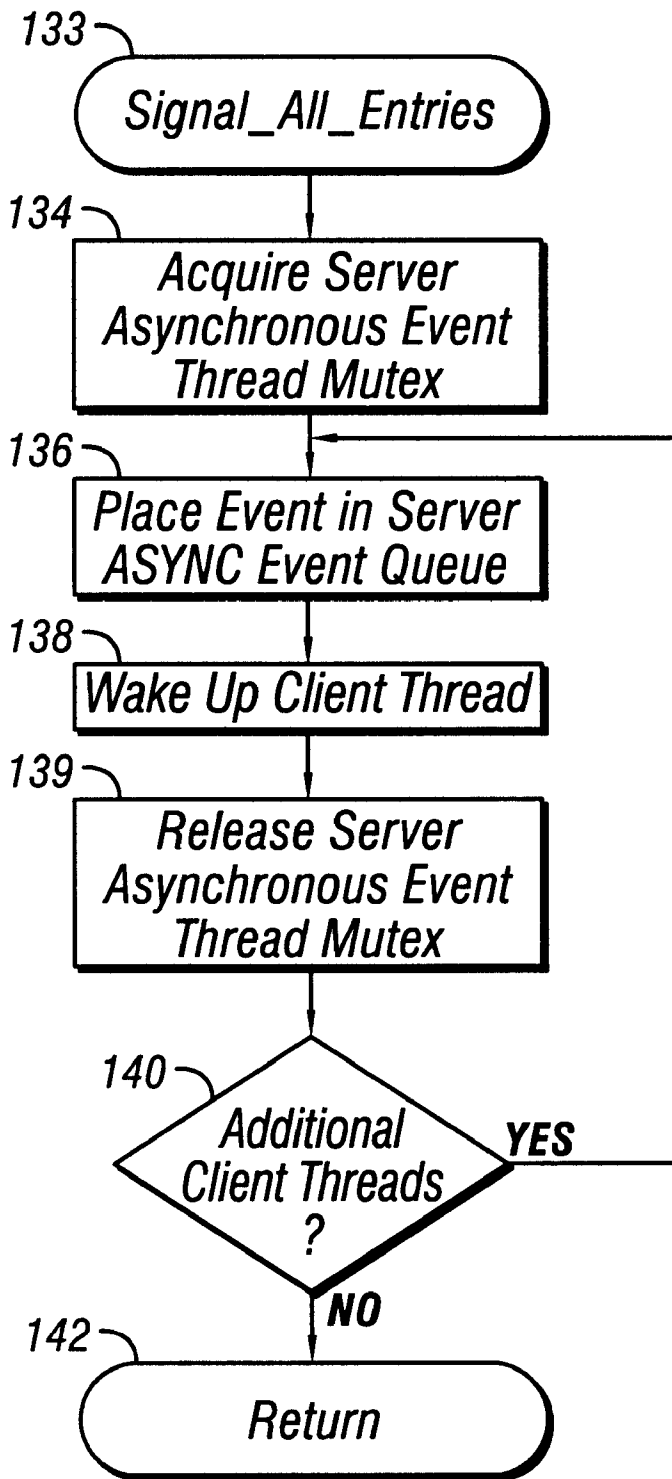 133
Signal_All_Entries
134
Acquire Server
Asynchronous Event
Thread Mutex
136
Place Event in Server
ASYNC Event Queue
138
Wake Up Client Thread
139
Release Server
Asynchronous Event
Thread Mutex
140
Additional
Client Threads
?
YES
NO
142
Return